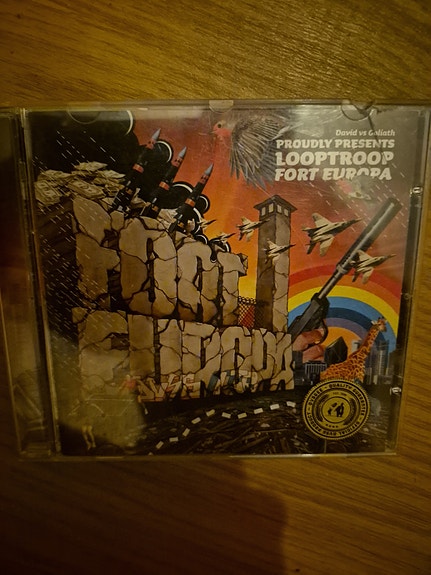 David vs Goliath
PROUDLY PRESENTS
LOOPTROOP
FORT EUROPA
FORT
EUROPA